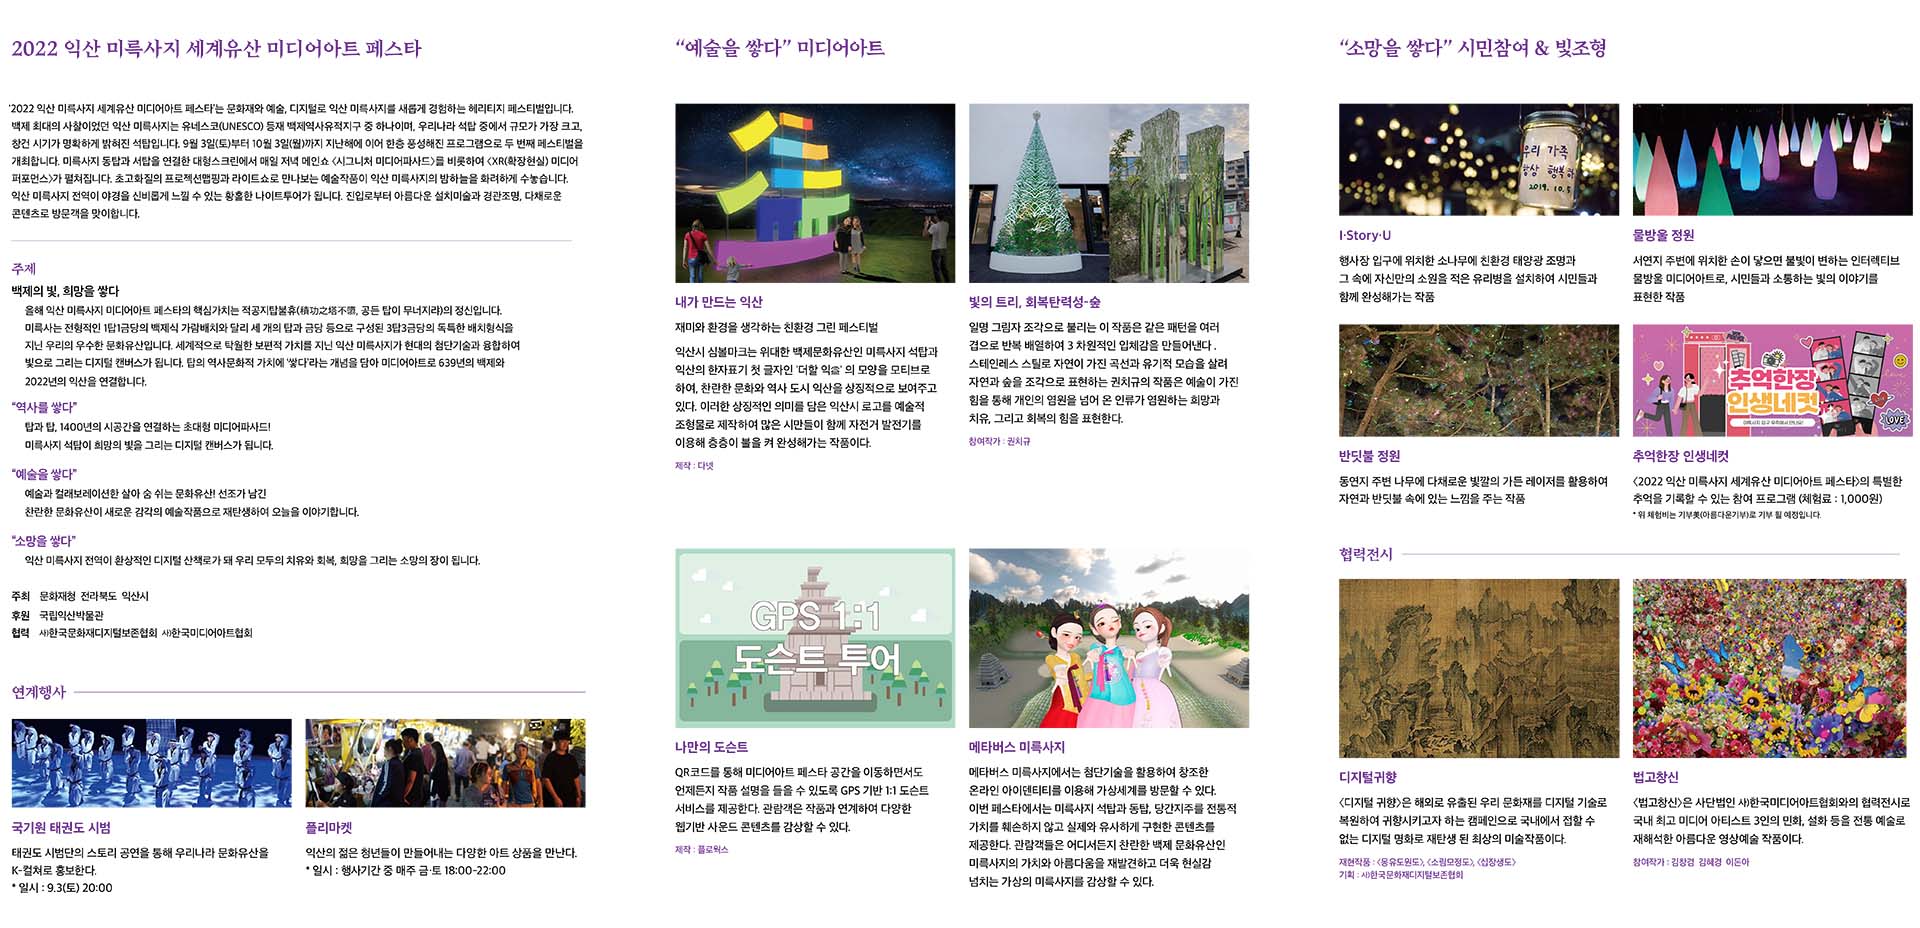 2022 익산 미륵사지 세계유산 미디어아트 페스타
'2022 익산 미륵사지 세계유산 미디어아트 페스타'는 문화재와 예술, 디지털로 익산 미륵사지를 새롭게 경험하는 헤리티지 페스티벌입니다.
백제 최대의 사찰이었던 익산 미륵사지는 유네스코(UNESCO) 등재 백제역사유적지구 중 하나이며, 우리나라 석탑 중에서 규모가 가장 크고,
창건 시기가 명확하게 밝혀진 석탑입니다. 9월 3일(토)부터 10월 3일(월)까지 지난해에 이어 한층 풍성해진 프로그램으로 두 번째 페스티벌을
개최합니다. 미륵사지 동탑과 서탑을 연결한 대형스크린에서 매일 저녁 메인쇼 〈시그니처 미디어파사드〉를 비롯하여 〈XR(확장현실) 미디어
퍼포먼스〉가 펼쳐집니다. 초고화질의 프로젝션맵핑과 라이트쇼로 만나보는 예술작품이 익산 미륵사지의 밤하늘을 화려하게 수놓습니다.
익산 미륵사지 전역이 야경을 신비롭게 느낄 수 있는 황홀한 나이트투어가 됩니다. 진입로부터 아름다운 설치미술과 경관조명, 다채로운
콘텐츠로 방문객을 맞이합니다.
주제
백제의 빛, 희망을 쌓다
올해 익산 미륵사지 미디어아트 페스타의 핵심가치는 적공지탑불휴(積功之塔不隳, 공든 탑이 무너지랴)의 정신입니다.
미륵사는 전형적인 1탑1금당의 백제식 가람배치와 달리 세 개의 탑과 금당 등으로 구성된 3탑3금당의 독특한 배치형식을
지닌 우리의 우수한 문화유산입니다. 세계적으로 탁월한 보편적 가치를 지닌 익산 미륵사지가 현대의 첨단기술과 융합하여
빛으로 그리는 디지털 캔버스가 됩니다. 탑의 역사문화적 가치에 '쌓다'라는 개념을 담아 미디어아트로 639년의 백제와
2022년의 익산을 연결합니다.
“역사를 쌓다”
탑과 탑, 1400년의 시공간을 연결하는 초대형 미디어파사드!
미륵사지 석탑이 희망의 빛을 그리는 디지털 캔버스가 됩니다.
“예술을 쌓다”
예술과 컬래보레이션한 살아 숨 쉬는 문화유산! 선조가 남긴
찬란한 문화유산이 새로운 감각의 예술작품으로 재탄생하여 오늘을 이야기합니다.
“소망을 쌓다”
익산 미륵사지 전역이 환상적인 디지털 산책로가 돼 우리 모두의 치유와 회복, 희망을 그리는 소망의 장이 됩니다.
주최 문화재청 전라북도 익산시
후원 국립익산박물관
협력 사)한국문화재디지털보존협회 사)한국미디어아트협회
연계행사
국기원 태권도 시범
태권도 시범단의 스토리 공연을 통해 우리나라 문화유산을
K-컬쳐로 홍보한다.
* 일시 : 9.3(토) 20:00
플리마켓
익산의 젊은 청년들이 만들어내는 다양한 아트 상품을 만난다.
* 일시 : 행사기간 중 매주 금·토 18:00-22:00
“예술을 쌓다” 미디어아트
내가 만드는 익산
재미와 환경을 생각하는 친환경 그린 페스티벌
익산시 심볼마크는 위대한 백제문화유산인 미륵사지 석탑과
익산의 한자표기 첫 글자인 '더할 익益' 의 모양을 모티브로
하여, 찬란한 문화와 역사 도시 익산을 상징적으로 보여주고
있다. 이러한 상징적인 의미를 담은 익산시 로고를 예술적
조형물로 제작하여 많은 시만들이 함께 자전거 발전기를
이용해 층층이 불을 켜 완성해가는 작품이다.
제작 : 다넷
빛의 트리, 회복탄력성-숲
일명 그림자 조각으로 불리는 이 작품은 같은 패턴을 여러
겹으로 반복 배열하여 3 차원적인 입체감을 만들어낸다 .
스테인레스 스틸로 자연이 가진 곡선과 유기적 모습을 살려
자연과 숲을 조각으로 표현하는 권치규의 작품은 예술이 가진
힘을 통해 개인의 염원을 넘어 온 인류가 염원하는 희망과
치유, 그리고 회복의 힘을 표현한다.
참여작가 : 권치규
GPS 1:1
도슨트 투어
나만의 도슨트
QR코드를 통해 미디어아트 페스타 공간을 이동하면서도
언제든지 작품 설명을 들을 수 있도록 GPS 기반 1:1 도슨트
서비스를 제공한다. 관람객은 작품과 연계하여 다양한
웹기반 사운드 콘텐츠를 감상할 수 있다.
제작 : 플로웍스
메타버스 미륵사지
메타버스 미륵사지에서는 첨단기술을 활용하여 창조한
온라인 아이덴티티를 이용해 가상세계를 방문할 수 있다.
이번 페스타에서는 미륵사지 석탑과 동탑, 당간지주를 전통적
가치를 훼손하지 않고 실제와 유사하게 구현한 콘텐츠를
제공한다. 관람객들은 어디서든지 찬란한 백제 문화유산인
미륵사지의 가치와 아름다움을 재발견하고 더욱 현실감
넘치는 가상의 미륵사지를 감상할 수 있다.
“소망을 쌓다” 시민참여 & 빛조형
우리 가족
항상 행복하
2019. 10. 5
I·Story·U
행사장 입구에 위치한 소나무에 친환경 태양광 조명과
그 속에 자신만의 소원을 적은 유리병을 설치하여 시민들과
함께 완성해가는 작품
물방울 정원
서연지 주변에 위치한 손이 닿으면 불빛이 변하는 인터렉티브
물방울 미디어아트로, 시민들과 소통하는 빛의 이야기를
표현한 작품
반딧불 정원
동연지 주변 나무에 다채로운 빛깔의 가든 레이저를 활용하여
자연과 반딧불 속에 있는 느낌을 주는 작품
추억한장
인생네컷
LOVE
추억한장 인생네컷
〈2022 익산 미륵사지 세계유산 미디어아트 페스타〉의 특별한
추억을 기록할 수 있는 참여 프로그램 (체험료 : 1,000원)
* 위 체험비는 기부美(아름다운기부)로 기부 될 예정입니다.
협력전시
디지털귀향
〈디지털 귀향〉은 해외로 유출된 우리 문화재를 디지털 기술로
복원하여 귀향시키고자 하는 캠페인으로 국내에서 접할 수
없는 디지털 명화로 재탄생 된 최상의 미술작품이다.
재현작품 : 〈몽유도원도〉, 〈소림모정도〉, 〈십장생도〉
기획 : 사)한국문화재디지털보존협회
법고창신
〈법고창신〉은 사단법인 사)한국미디어아트협회와의 협력전시로
국내 최고 미디어 아티스트 3인의 민화, 설화 등을 전통 예술로
재해석한 아름다운 영상예술 작품이다.
참여작가 : 김창겸 김혜경 이돈아